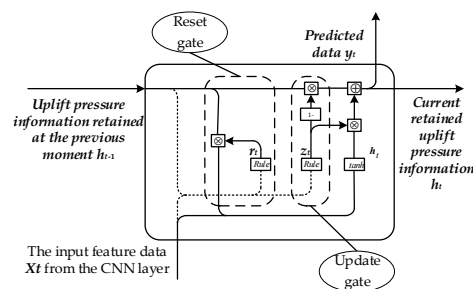 Reset
gate
Predicted
data yt
Uplift pressure
information retained
at the previous
moment ht-1
1-
rt
zt
ht
Rule
Rule
tanh
Current
retained
uplift
pressure
information
ht
The input feature data
Xt from the CNN layer
Update
gate